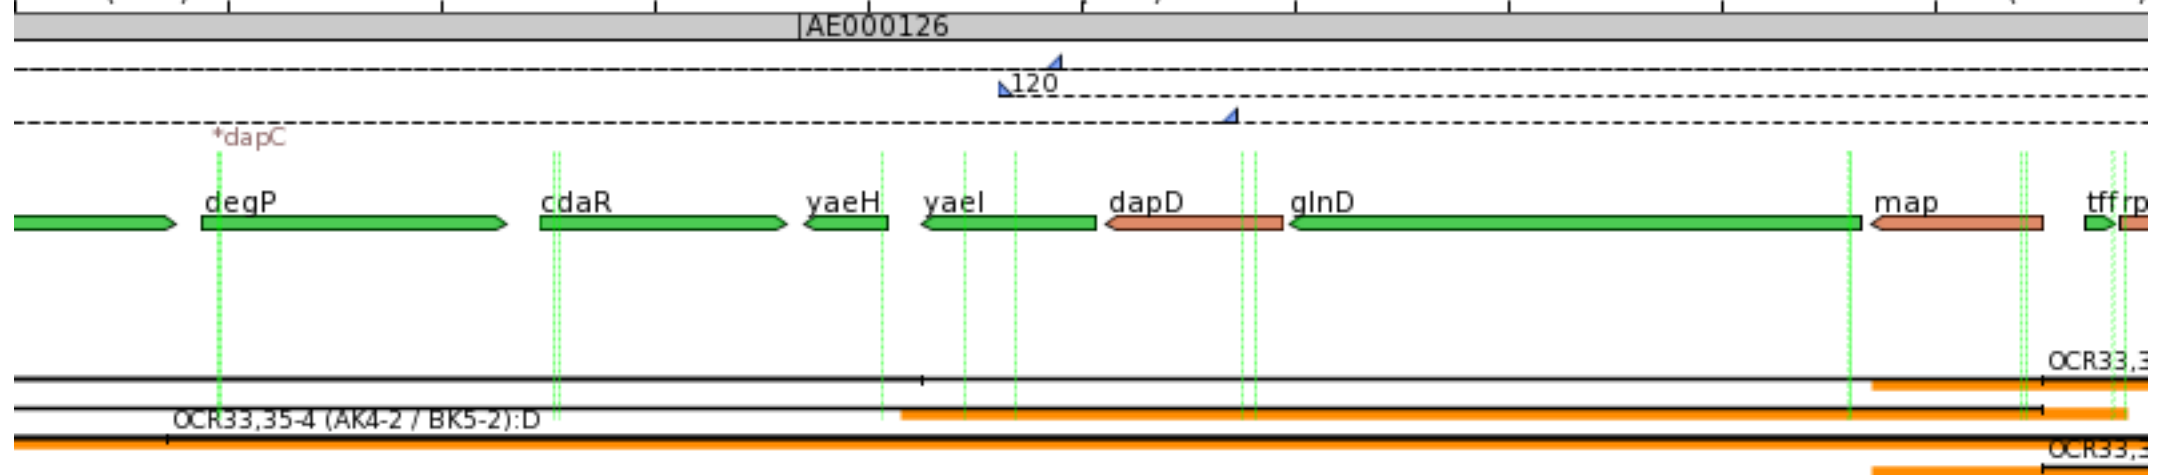 AE000126
120
*dapC
degP cdaR yaeH yaeI dapD glnD map tff rp
OCR33,3
OCR33,35-4 (AK4-2 / BK5-2):D
OCR33,3